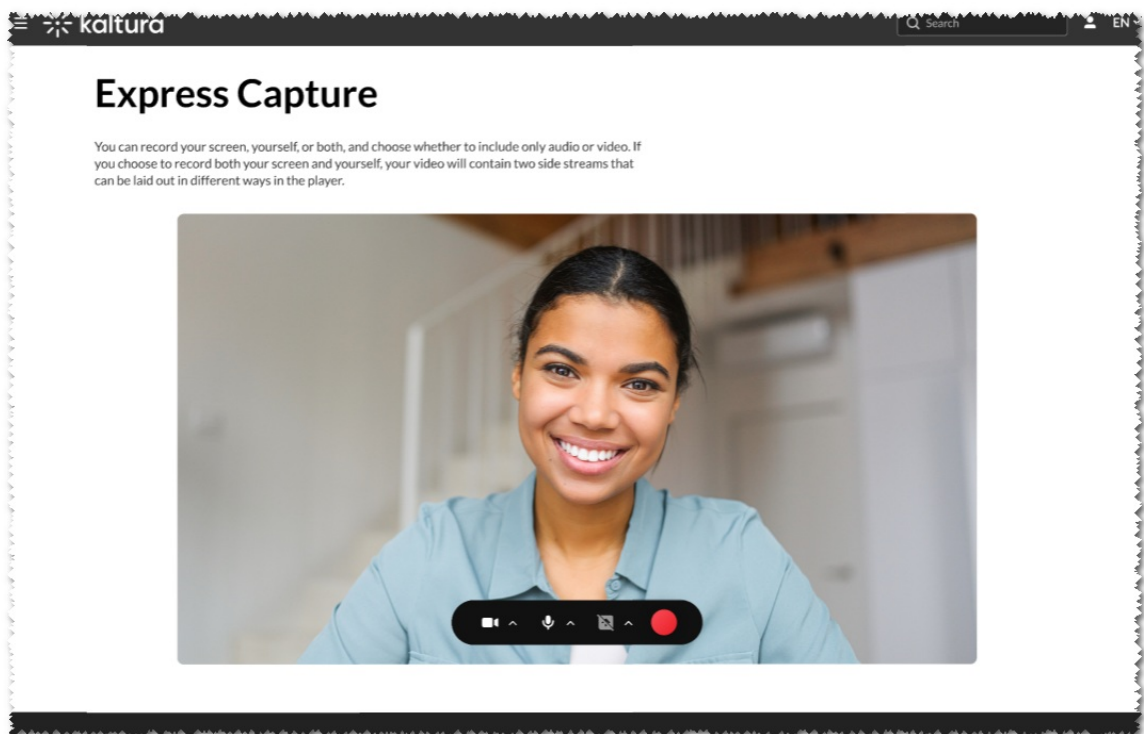 kaltura
Search
EN
Express Capture
You can record your screen, yourself, or both, and choose whether to include only audio or video. If
you choose to record both your screen and yourself, your video will contain two side streams that
can be laid out in different ways in the player.